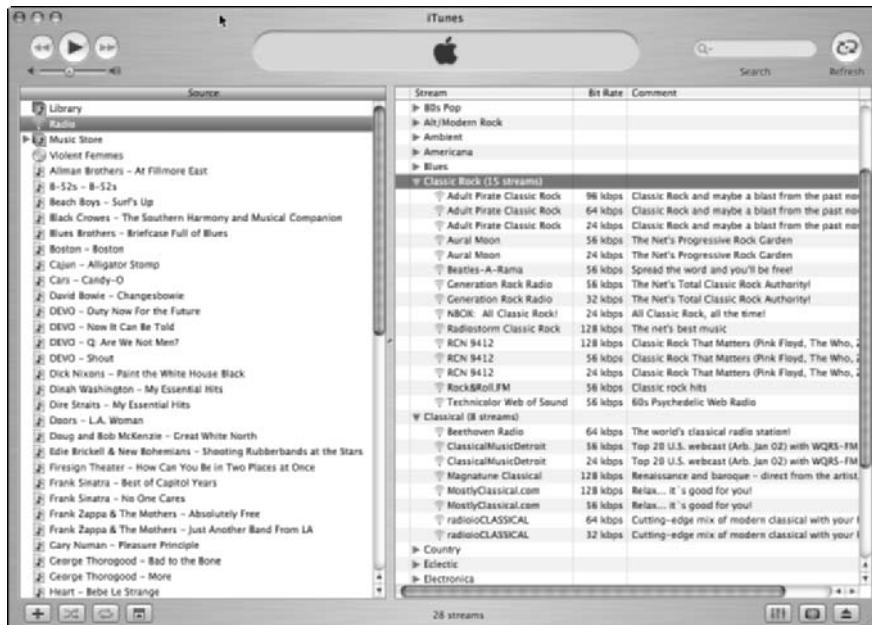 iTunes
Search
Refresh
Source
Library
Radio
Music Store
Violent Femmes
Allman Brothers – At Fillmore East
B-52s – B-52s
Beach Boys – Surf's Up
Black Crowes – The Southern Harmony and Musical Companion
Blues Brothers – Briefcase Full of Blues
Boston – Boston
Cajun – Alligator Stomp
Cars – Candy-O
David Bowie – Changesbowie
DEVO – Duty Now For the Future
DEVO – Now It Can Be Told
DEVO – Q: Are We Not Men?
DEVO – Shout
Dick Nixons – Paint the White House Black
Dinah Washington – My Essential Hits
Dire Straits – My Essential Hits
Doors – L.A. Woman
Doug and Bob McKenzie – Great White North
Edie Brickell & New Bohemians – Shooting Rubberbands at the Stars
Firesign Theater – How Can You Be in Two Places at Once
Frank Sinatra – Best of Capitol Years
Frank Sinatra – No One Cares
Frank Zappa & The Mothers – Absolutely Free
Frank Zappa & The Mothers – Just Another Band From LA
Gary Numan – Pleasure Principle
George Thorogood – Bad to the Bone
George Thorogood – More
Heart – Bebe Le Strange
Stream Bit Rate Comment
80s Pop
Alt/Modern Rock
Ambient
Americana
Blues
Classic Rock (15 streams)
Adult Pirate Classic Rock 96 kbps Classic Rock and maybe a blast from the past no
Adult Pirate Classic Rock 64 kbps Classic Rock and maybe a blast from the past no
Adult Pirate Classic Rock 24 kbps Classic Rock and maybe a blast from the past no
Aural Moon 56 kbps The Net's Progressive Rock Garden
Aural Moon 24 kbps The Net's Progressive Rock Garden
Beatles-A-Rama 56 kbps Spread the word and you'll be free!
Generation Rock Radio 56 kbps The Net's Total Classic Rock Authority!
Generation Rock Radio 32 kbps The Net's Total Classic Rock Authority!
NBOX: All Classic Rock! 24 kbps All Classic Rock, all the time!
Radiostorm Classic Rock 128 kbps The net's best music
RCN 9412 128 kbps Classic Rock That Matters (Pink Floyd, The Who, Z
RCN 9412 56 kbps Classic Rock That Matters (Pink Floyd, The Who, Z
RCN 9412 24 kbps Classic Rock That Matters (Pink Floyd, The Who, Z
Rock&Roll.FM 56 kbps Classic rock hits
Technicolor Web of Sound 56 kbps 60s Psychedelic Web Radio
Classical (8 streams)
Beethoven Radio 64 kbps The world's classical radio station!
ClassicalMusicDetroit 56 kbps Top 20 U.S. webcast (Arb. Jan 02) with WQRS-FM
ClassicalMusicDetroit 24 kbps Top 20 U.S. webcast (Arb. Jan 02) with WQRS-FM
Magnatune Classical 128 kbps Renaissance and baroque – direct from the artist.
MostlyClassical.com 128 kbps Relax... it`s good for you!
MostlyClassical.com 56 kbps Relax... it`s good for you!
radioioCLASSICAL 64 kbps Cutting-edge mix of modern classical with your
radioioCLASSICAL 32 kbps Cutting-edge mix of modern classical with your
Country
Eclectic
Electronica
28 streams